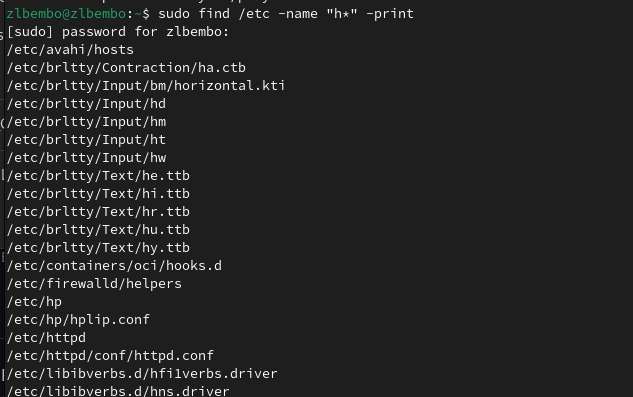 zlbembo@zlbembo:~$ sudo find /etc -name "h*" -print
[sudo] password for zlbembo:
/etc/avahi/hosts
/etc/brltty/Contraction/ha.ctb
/etc/brltty/Input/bm/horizontal.kti
/etc/brltty/Input/hd
/etc/brltty/Input/hm
/etc/brltty/Input/ht
/etc/brltty/Input/hw
/etc/brltty/Text/he.ttb
/etc/brltty/Text/hi.ttb
/etc/brltty/Text/hr.ttb
/etc/brltty/Text/hu.ttb
/etc/brltty/Text/hy.ttb
/etc/containers/oci/hooks.d
/etc/firewalld/helpers
/etc/hp
/etc/hp/hplip.conf
/etc/httpd
/etc/httpd/conf/httpd.conf
/etc/libibverbs.d/hfi1verbs.driver
/etc/libibverbs.d/hns.driver